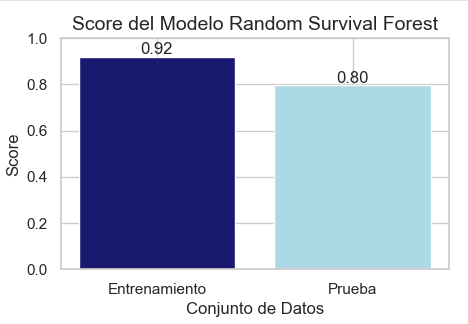 Score del Modelo Random Survival Forest
1.0
0.8
0.6
0.4
0.2
0.0
Score
0.92
0.80
Entrenamiento
Prueba
Conjunto de Datos